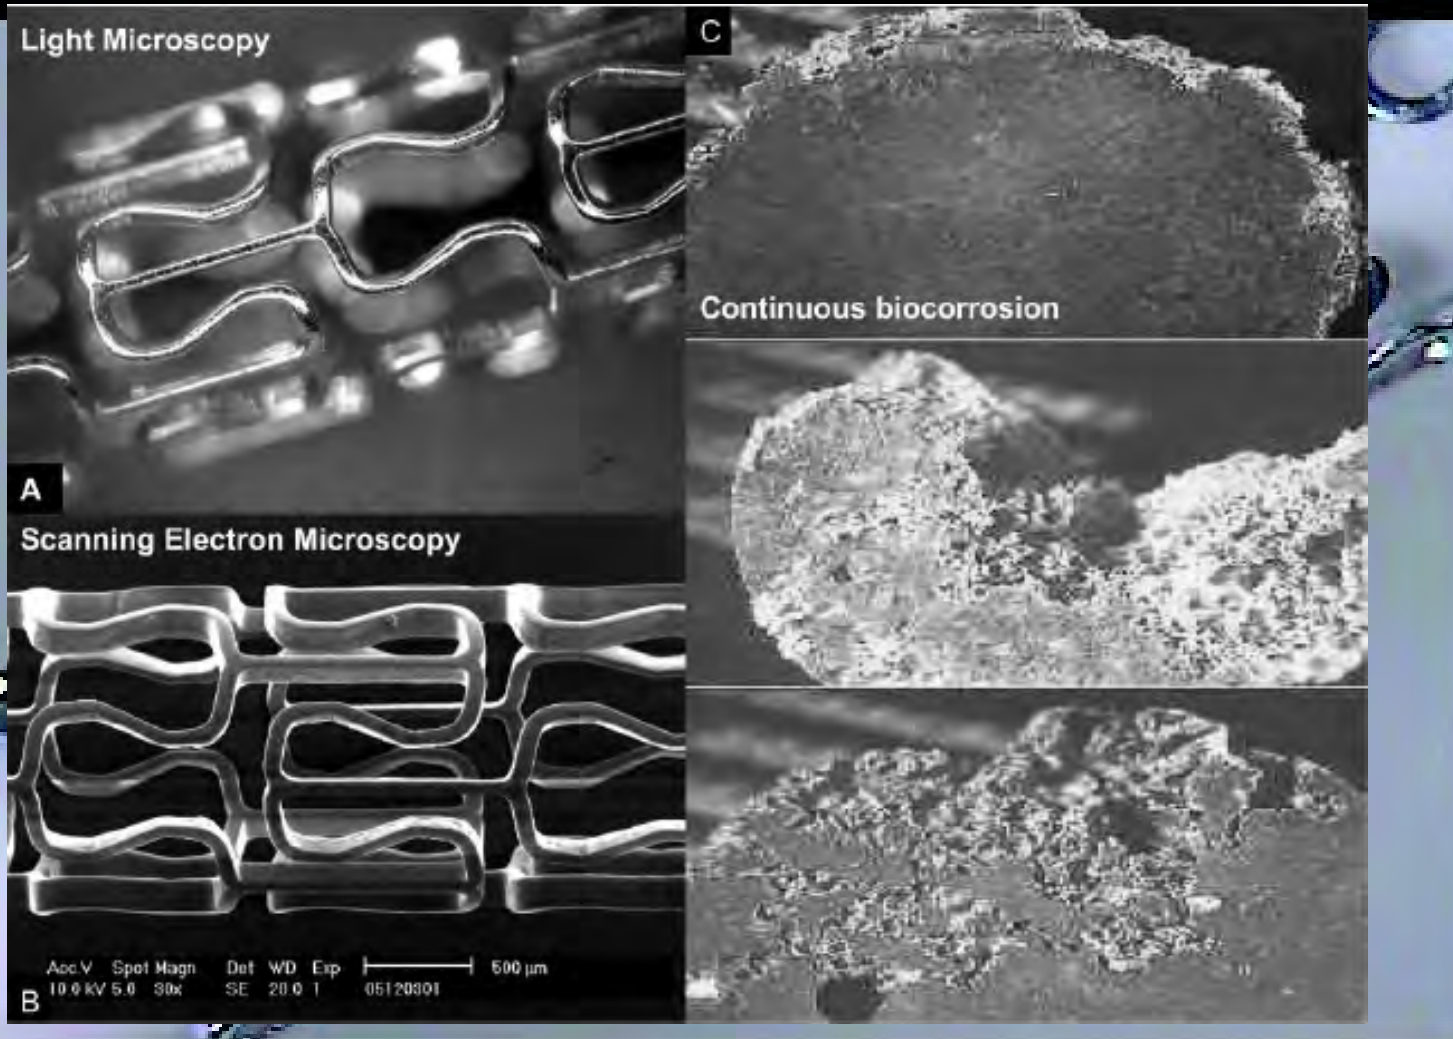 Light Microscopy
A
Scanning Electron Microscopy
Acc.V Spot Magn Det WD Exp 500 µm
10.0 kV 5.0 30x SE 20.0 1 05120301
B
C
Continuous biocorrosion